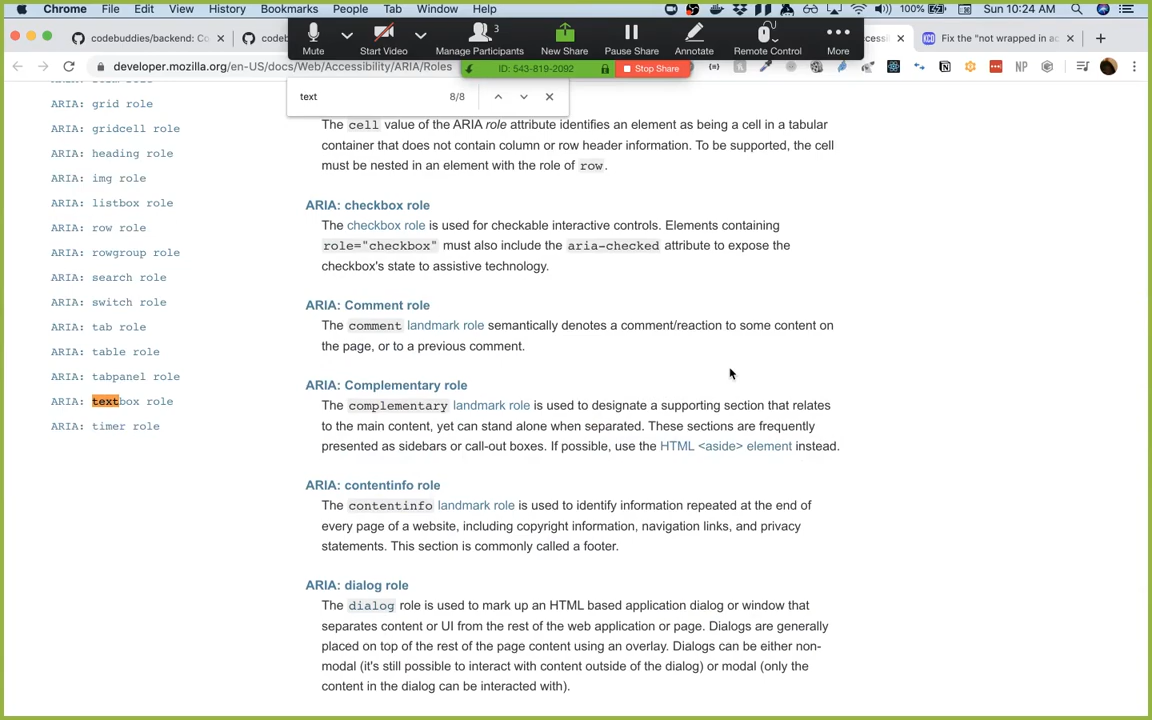 Chrome File Edit View History Bookmarks People Tab Window Help 100% Sun 10:24 AM
codebuddies/backend: Co
Mute Start Video Manage Participants 3 New Share Pause Share Annotate Remote Control More
Fix the "not wrapped in ac
developer.mozilla.org/en-US/docs/Web/Accessibility/ARIA/Roles
ID: 543-819-2092 Stop Share
NP
text 8/8
ARIA: grid role
ARIA: gridcell role
ARIA: heading role
ARIA: img role
ARIA: listbox role
ARIA: row role
ARIA: rowgroup role
ARIA: search role
ARIA: switch role
ARIA: tab role
ARIA: table role
ARIA: tabpanel role
ARIA: textbox role
ARIA: timer role
The cell value of the ARIA role attribute identifies an element as being a cell in a tabular
container that does not contain column or row header information. To be supported, the cell
must be nested in an element with the role of row.
ARIA: checkbox role
The checkbox role is used for checkable interactive controls. Elements containing
role="checkbox" must also include the aria-checked attribute to expose the
checkbox's state to assistive technology.
ARIA: Comment role
The comment landmark role semantically denotes a comment/reaction to some content on
the page, or to a previous comment.
ARIA: Complementary role
The complementary landmark role is used to designate a supporting section that relates
to the main content, yet can stand alone when separated. These sections are frequently
presented as sidebars or call-out boxes. If possible, use the HTML <aside> element instead.
ARIA: contentinfo role
The contentinfo landmark role is used to identify information repeated at the end of
every page of a website, including copyright information, navigation links, and privacy
statements. This section is commonly called a footer.
ARIA: dialog role
The dialog role is used to mark up an HTML based application dialog or window that
separates content or UI from the rest of the web application or page. Dialogs are generally
placed on top of the rest of the page content using an overlay. Dialogs can be either non-
modal (it's still possible to interact with content outside of the dialog) or modal (only the
content in the dialog can be interacted with).